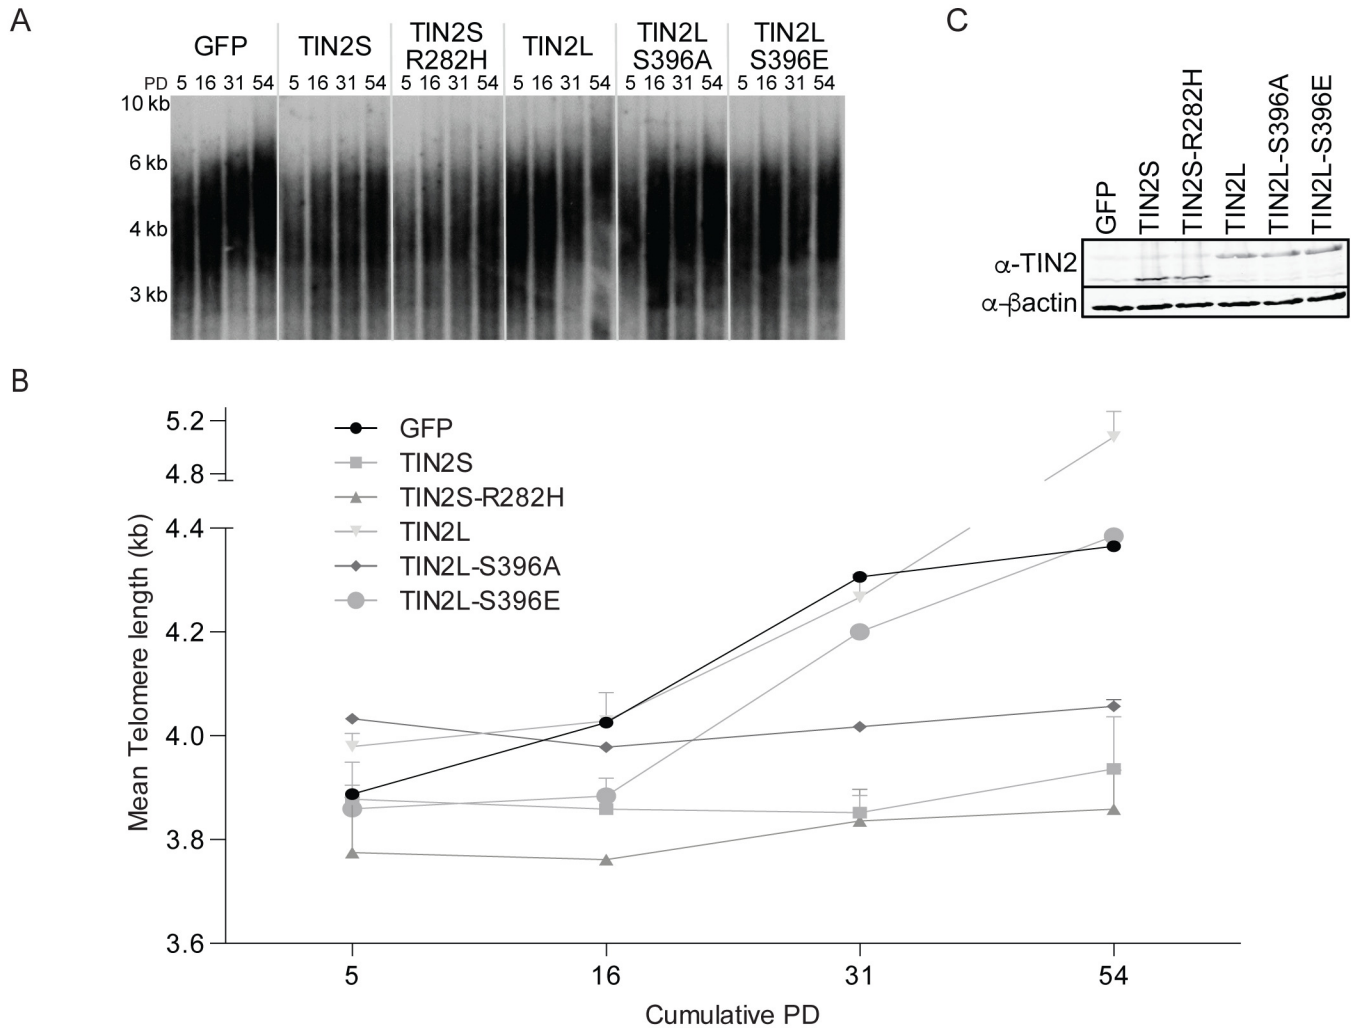 A
GFP
TIN2S
TIN2S
R282H
TIN2L
TIN2L
S396A
TIN2L
S396E
PD 5 16 31 54 5 16 31 54 5 16 31 54 5 16 31 54 5 16 31 54 5 16 31 54
10 kb
6 kb
4 kb
3 kb
C
GFP
TIN2S
TIN2S-R282H
TIN2L
TIN2L-S396A
TIN2L-S396E
α-TIN2
α-βactin
B
Mean Telomere length (kb)
5.2
4.8
4.4
4.2
4.0
3.8
3.6
GFP
TIN2S
TIN2S-R282H
TIN2L
TIN2L-S396A
TIN2L-S396E
5 16 31 54
Cumulative PD